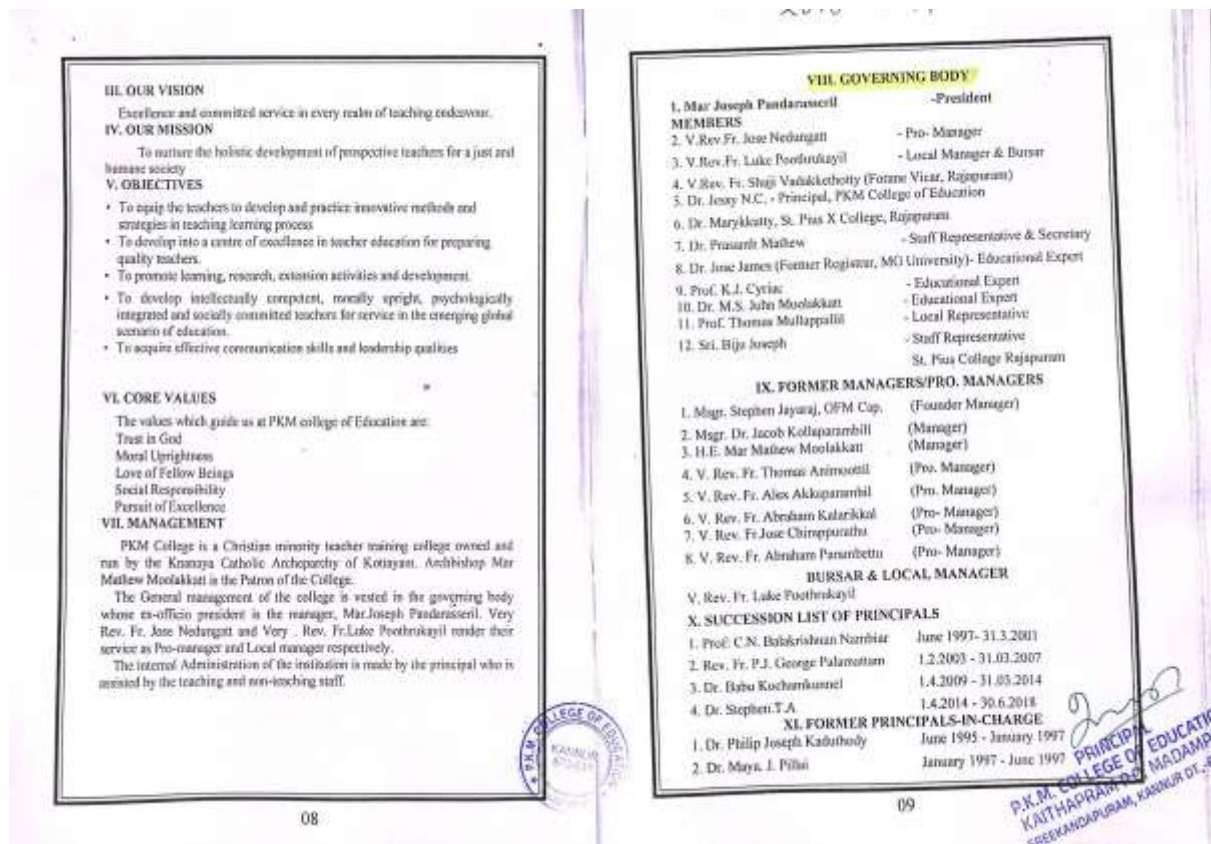 III. OUR VISION
Excellence and committed service in every realm of teaching endeavour.
IV. OUR MISSION
To nurture the holistic development of prospective teachers for a just and
humane society
V. OBJECTIVES
• To equip the teachers to develop and practice innovative methods and
strategies in teaching learning process
• To develop into a centre of excellence in teacher education for preparing
quality teachers.
• To promote learning, research, extension activities and development.
• To develop intellectually competent, morally upright, psychologically
integrated and socially committed teachers for service in the emerging global
scenario of education.
• To acquire effective communication skills and leadership qualities
VI. CORE VALUES
The values which guide us at PKM college of Education are:
Trust in God
Moral Uprightness
Love of Fellow Beings
Social Responsibility
Pursuit of Excellence
VII. MANAGEMENT
PKM College is a Christian minority teacher training college owned and
run by the Knanaya Catholic Archeparchy of Kottayam. Archbishop Mar
Mathew Moolakkatt is the Patron of the College.
The General management of the college is vested in the governing body
whose ex-officio president is the manager, Mar.Joseph Pandarasseril. Very
Rev. Fr. Jose Nedungatt and Very . Rev. Fr.Luke Poothrukayil render their
service as Pro-manager and Local manager respectively.
The internal Administration of the institution is made by the principal who is
assisted by the teaching and non-teaching staff.
P.K.M. COLLEGE OF EDUCATION
KANNUR
08
VIII. GOVERNING BODY
1. Mar Joseph Pandarasseril -President
MEMBERS
2. V.Rev.Fr. Jose Nedungatt - Pro- Manager
3. V.Rev.Fr. Luke Poothrukayil - Local Manager & Bursar
4. V.Rev. Fr. Shaji Vadakkethotty (Forane Vicar, Rajapuram)
5. Dr. Jessy N.C. - Principal, PKM College of Education
6. Dr. Marykkutty, St. Pius X College, Rajapuram
7. Dr. Prasanth Mathew - Staff Representative & Secretary
8. Dr. Jose James (Former Registrar, MG University)- Educational Expert
9. Prof. K.J. Cyriac - Educational Expert
10. Dr. M.S. John Moolakkatt - Educational Expert
11. Prof. Thomas Mullappallil - Local Representative
12. Sri. Biju Joseph - Staff Representative
St. Pius College Rajapuram
IX. FORMER MANAGERS/PRO. MANAGERS
1. Msgr. Stephen Jayaraj, OFM Cap. (Founder Manager)
2. Msgr. Dr. Jacob Kollaparambill (Manager)
3. H.E. Mar Mathew Moolakkatt (Manager)
4. V. Rev. Fr. Thomas Animoottil (Pro. Manager)
5. V. Rev. Fr. Alex Akkaparambil (Pro. Manager)
6. V. Rev. Fr. Abraham Kalarikkal (Pro- Manager)
7. V. Rev. Fr.Jose Chirappurathu (Pro- Manager)
8. V. Rev. Fr. Abraham Parambettu (Pro- Manager)
BURSAR & LOCAL MANAGER
V. Rev. Fr. Luke Poothrukayil
X. SUCCESSION LIST OF PRINCIPALS
1. Prof. C.N. Balakrishnan Nambiar June 1997- 31.3.2001
2. Rev. Fr. P.J. George Palamattam 1.2.2003 - 31.03.2007
3. Dr. Babu Kochamkunnel 1.4.2009 - 31.03.2014
4. Dr. Stephen.T.A 1.4.2014 - 30.6.2018
XI. FORMER PRINCIPALS-IN-CHARGE
1. Dr. Philip Joseph Kaduthody June 1995 - January 1997
2. Dr. Maya. J. Pillai January 1997 - June 1997
PRINCIPAL
P.K.M. COLLEGE OF EDUCATIO
KAITHAPRAM P.O. MADAMP
SREEKANDAPURAM, KANNUR DT.
09